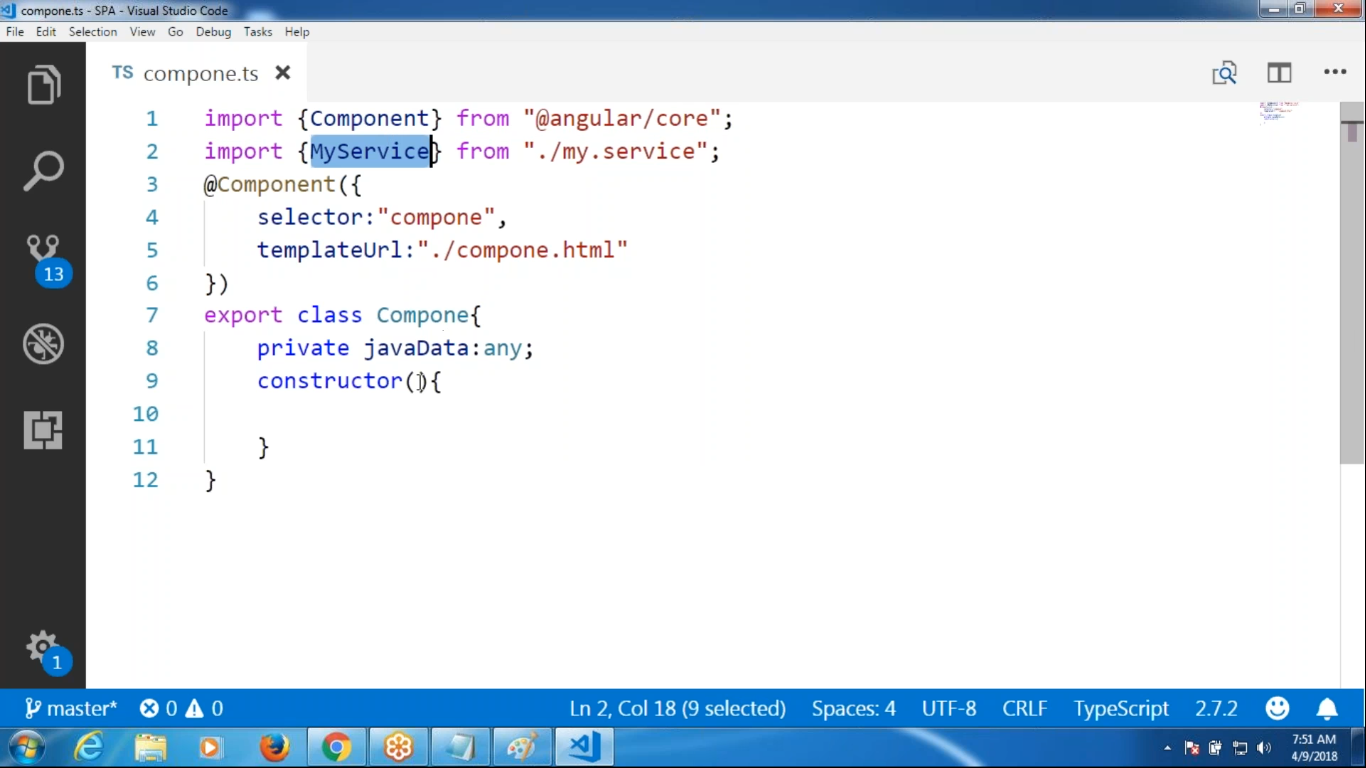 compone.ts - SPA - Visual Studio Code
File Edit Selection View Go Debug Tasks Help
TS compone.ts
1 import {Component} from "@angular/core";
2 import {MyService} from "./my.service";
3 @Component({
4 selector:"compone",
5 templateUrl:"./compone.html"
6 })
7 export class Compone{
8 private javaData:any;
9 constructor(){
10
11 }
12 }
13
1
master* 0 0 Ln 2, Col 18 (9 selected) Spaces: 4 UTF-8 CRLF TypeScript 2.7.2
7:51 AM
4/9/2018